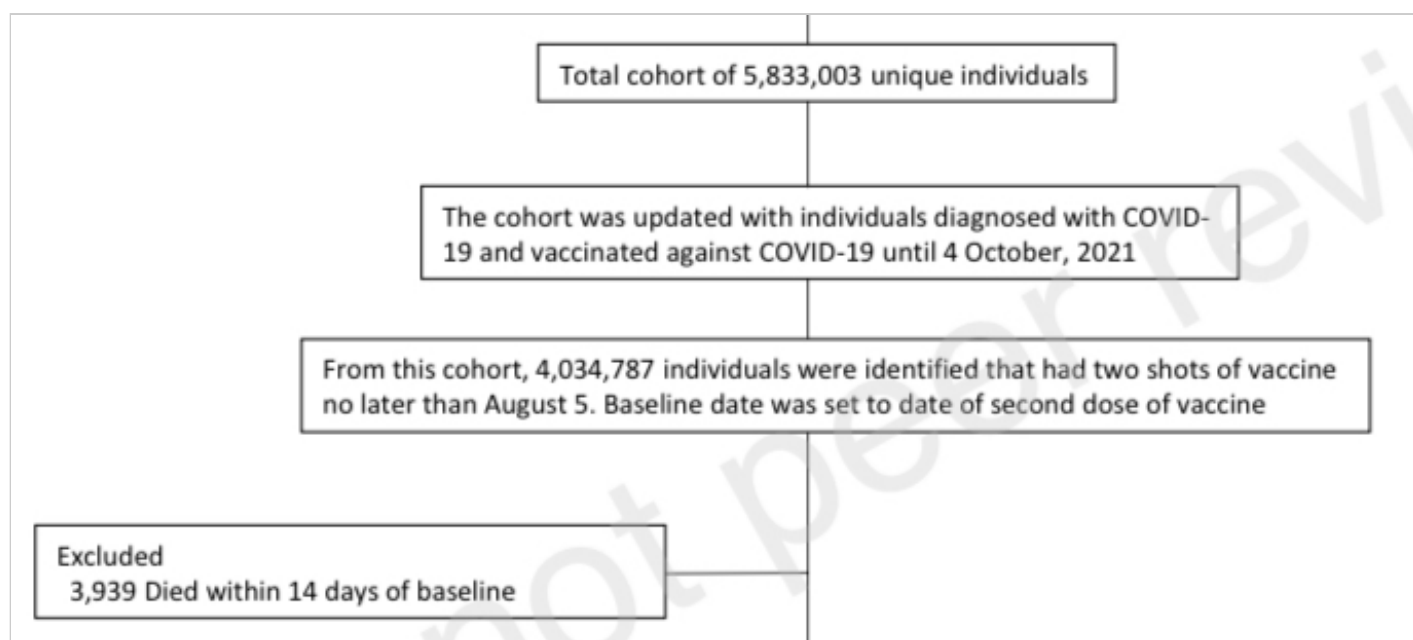 Total cohort of 5,833,003 unique individuals
The cohort was updated with individuals diagnosed with COVID-
19 and vaccinated against COVID-19 until 4 October, 2021
From this cohort, 4,034,787 individuals were identified that had two shots of vaccine
no later than August 5. Baseline date was set to date of second dose of vaccine
Excluded
3,939 Died within 14 days of baseline
not peer revi